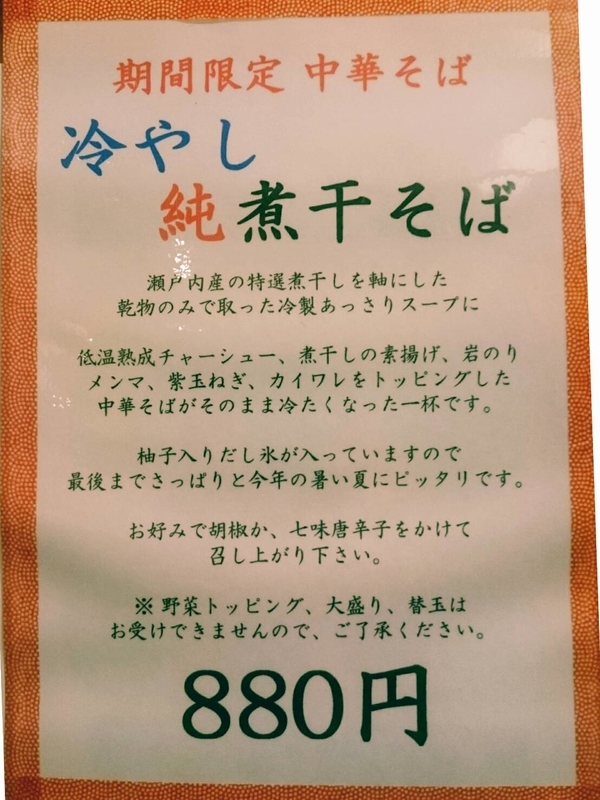 期間限定 中華そば
冷やし
純煮干そば
瀬戸内産の特選煮干しを軸にした
乾物のみで取った冷製あっさりスープに
低温熟成チャーシュー、煮干しの素揚げ、岩のり
メンマ、紫玉ねぎ、カイワレをトッピングした
中華そばがそのまま冷たくなった一杯です。
柚子入りだし氷が入っていますので
最後までさっぱりと今年の暑い夏にピッタリです。
お好みで胡椒か、七味唐辛子をかけて
召し上がり下さい。
※野菜トッピング、大盛り、替玉は
お受けできませんので、ご了承ください。
880円